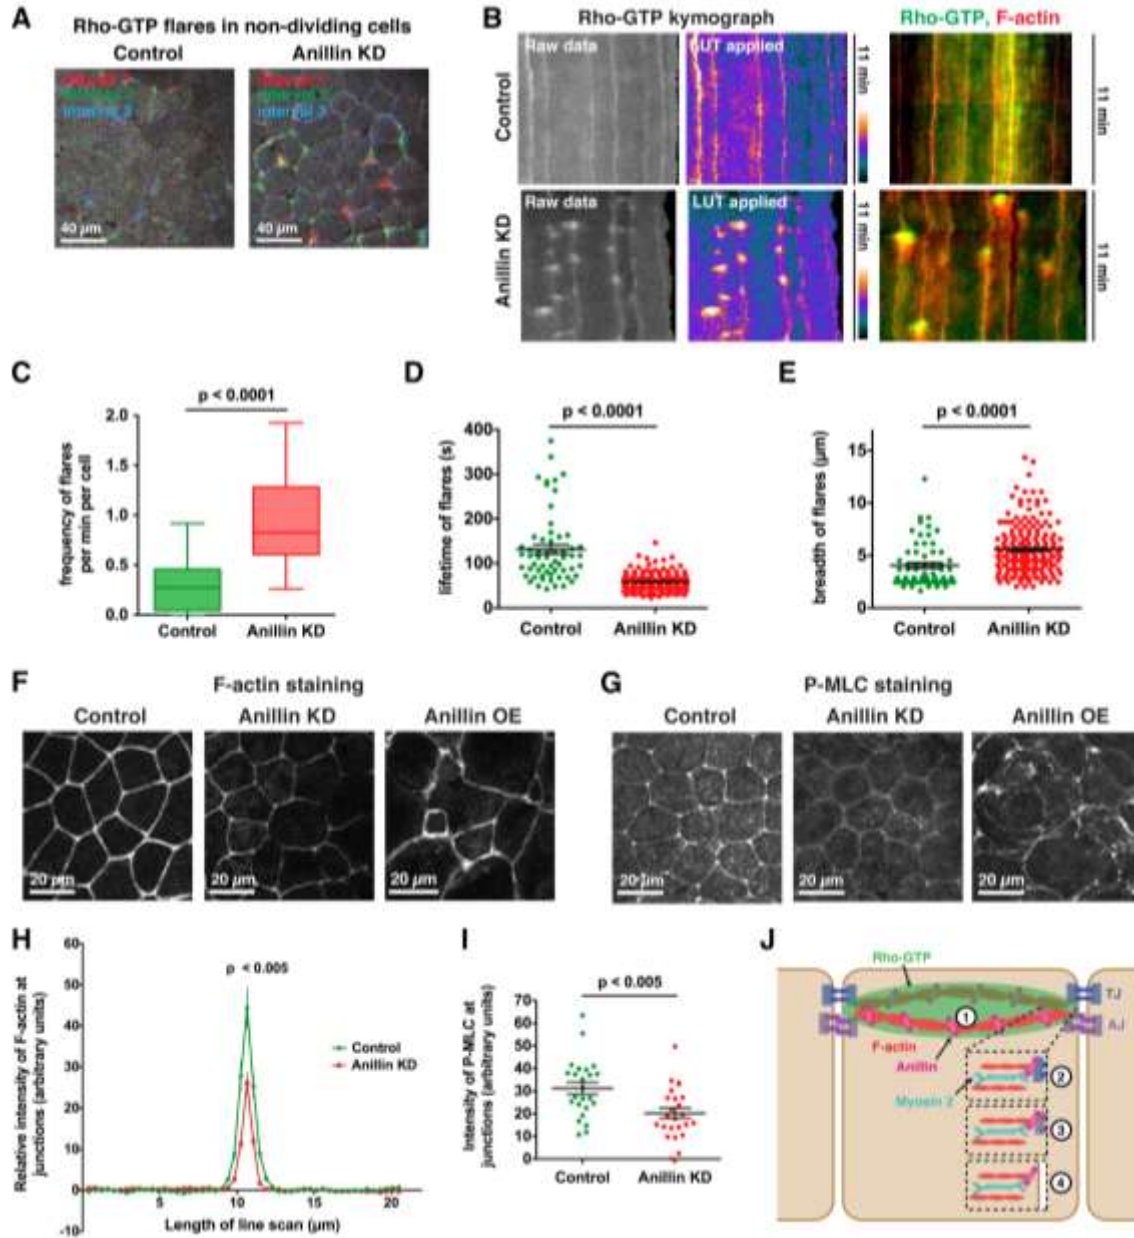 A
Rho-GTP flares in non-dividing cells
Control
Anillin KD
40 µm
40 µm
B
Rho-GTP kymograph
Rho-GTP, F-actin
Control
Raw data
LUT applied
11 min
11 min
Anillin KD
Raw data
LUT applied
11 min
11 min
C
p < 0.0001
frequency of flares
per min per cell
2.0
1.5
1.0
0.5
0.0
Control
Anillin KD
D
p < 0.0001
lifetime of flares (s)
400
300
200
100
0
Control
Anillin KD
E
p < 0.0001
breadth of flares (µm)
15
10
5
0
Control
Anillin KD
F
F-actin staining
Control
Anillin KD
Anillin OE
20 µm
20 µm
20 µm
G
P-MLC staining
Control
Anillin KD
Anillin OE
20 µm
20 µm
20 µm
H
Relative intensity of F-actin at
junctions (arbitrary units)
60
50
40
30
20
10
0
-10
p < 0.005
Control
Anillin KD
5
10
15
20
Length of line scan (µm)
I
p < 0.005
Intensity of P-MLC at
junctions (arbitrary units)
70
60
50
40
30
20
10
0
Control
Anillin KD
J
Rho-GTP
TJ
AJ
1
F-actin
Anillin
Myosin 2
2
3
4